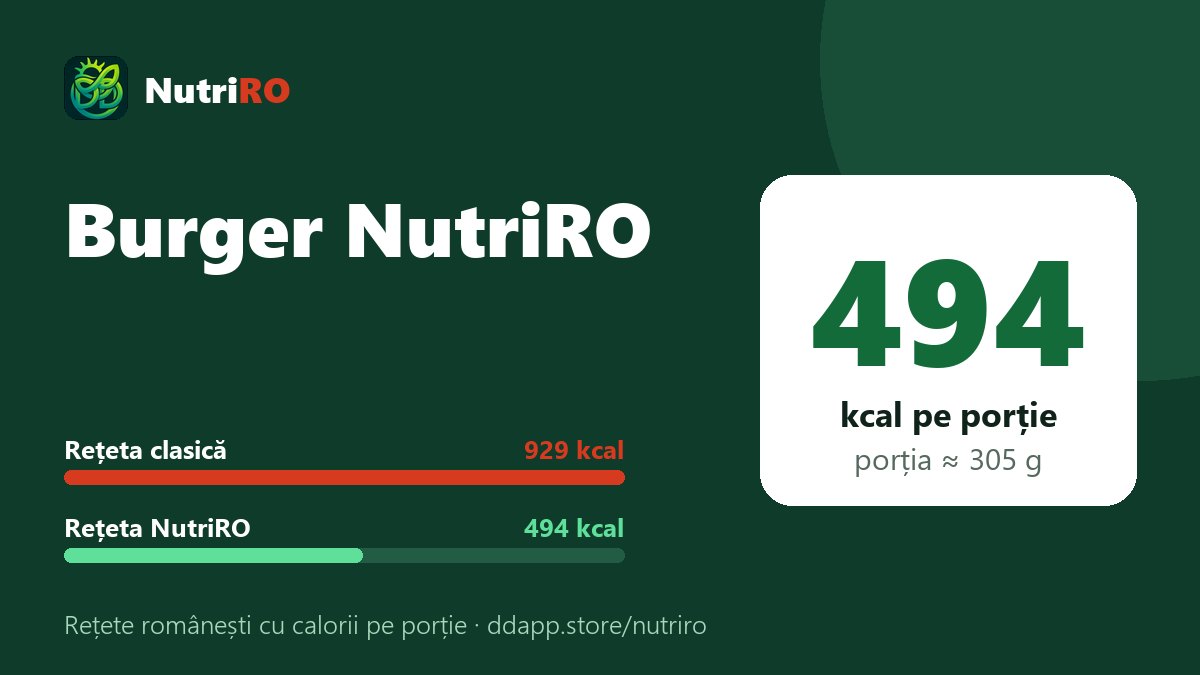 NutriRO
Burger NutriRO
494
kcal pe porție
porția ≈ 305 g
Rețeta clasică 929 kcal
Rețeta NutriRO 494 kcal
Rețete românești cu calorii pe porție · ddapp.store/nutriro